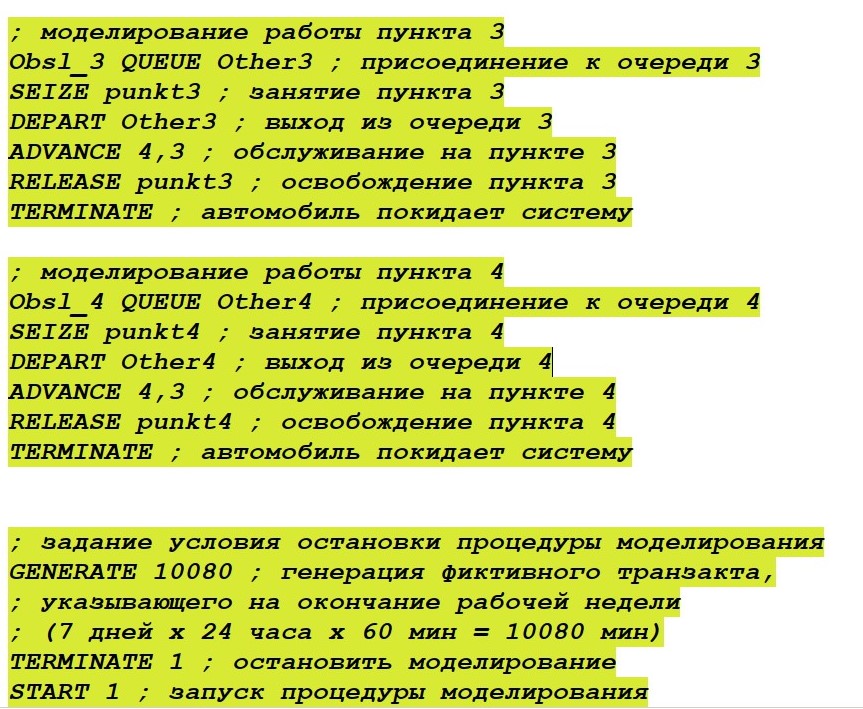 ; моделирование работы пункта 3
Obsl_3 QUEUE Other3 ; присоединение к очереди 3
SEIZE punkt3 ; занятие пункта 3
DEPART Other3 ; выход из очереди 3
ADVANCE 4,3 ; обслуживание на пункте 3
RELEASE punkt3 ; освобождение пункта 3
TERMINATE ; автомобиль покидает систему
; моделирование работы пункта 4
Obsl_4 QUEUE Other4 ; присоединение к очереди 4
SEIZE punkt4 ; занятие пункта 4
DEPART Other4 ; выход из очереди 4
ADVANCE 4,3 ; обслуживание на пункте 4
RELEASE punkt4 ; освобождение пункта 4
TERMINATE ; автомобиль покидает систему
; задание условия остановки процедуры моделирования
GENERATE 10080 ; генерация фиктивного транзакта,
; указывающего на окончание рабочей недели
; (7 дней х 24 часа х 60 мин = 10080 мин)
TERMINATE 1 ; остановить моделирование
START 1 ; запуск процедуры моделирования